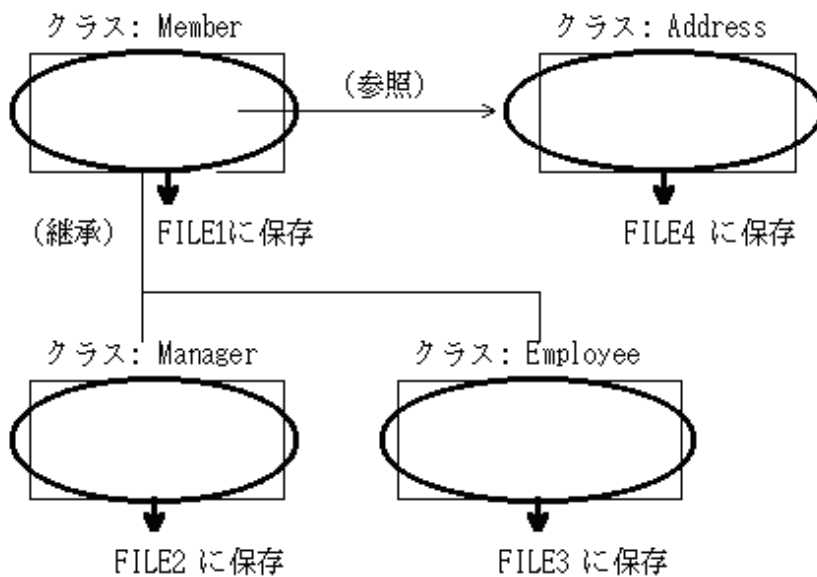 クラス: Member
クラス: Address
(参照)
(継承)
FILE1に保存
FILE4 に保存
クラス: Manager
クラス: Employee
FILE2 に保存
FILE3 に保存